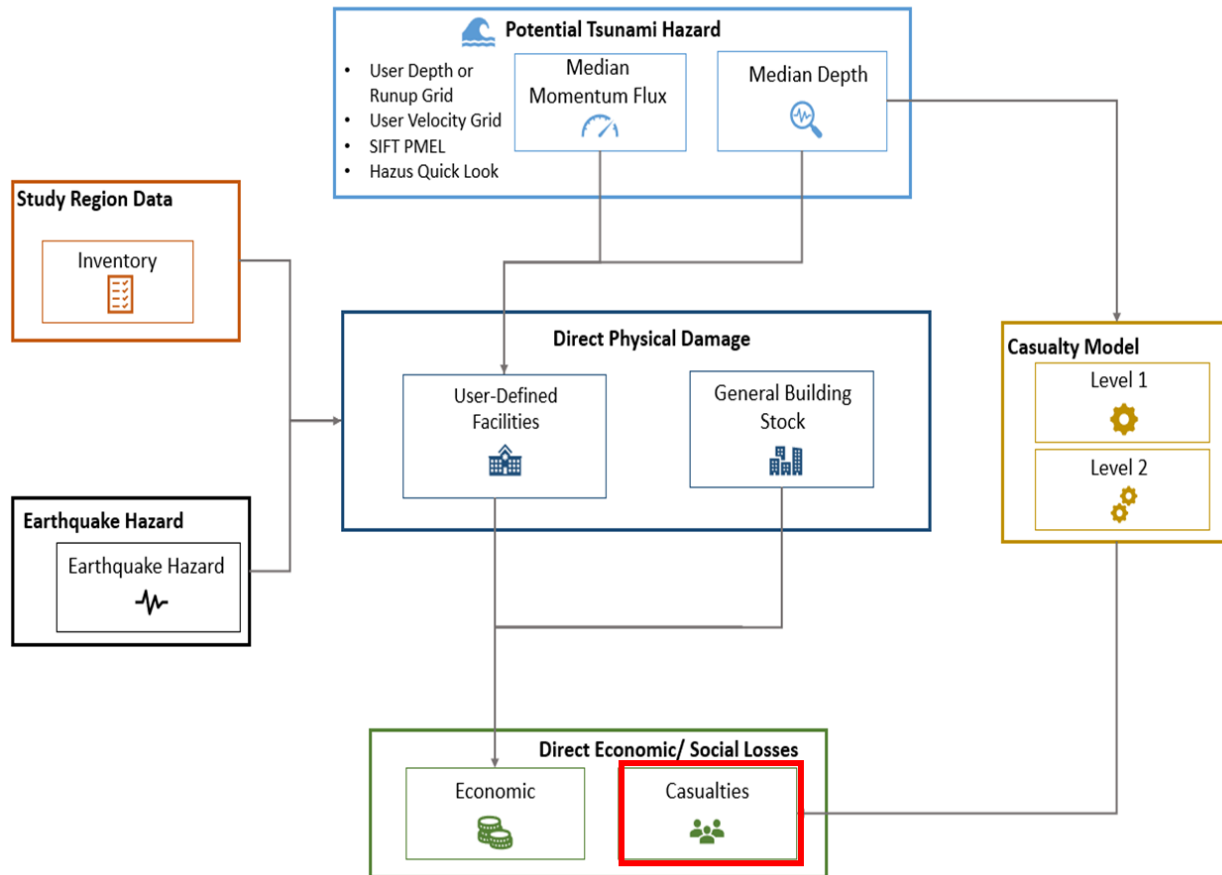 Potential Tsunami Hazard
• User Depth or
Runup Grid
• User Velocity Grid
• SIFT PMEL
• Hazus Quick Look
Median
Momentum Flux
Median Depth
Study Region Data
Inventory
Direct Physical Damage
User-Defined
Facilities
General Building
Stock
Casualty Model
Level 1
Level 2
Earthquake Hazard
Earthquake Hazard
Direct Economic/ Social Losses
Economic
Casualties